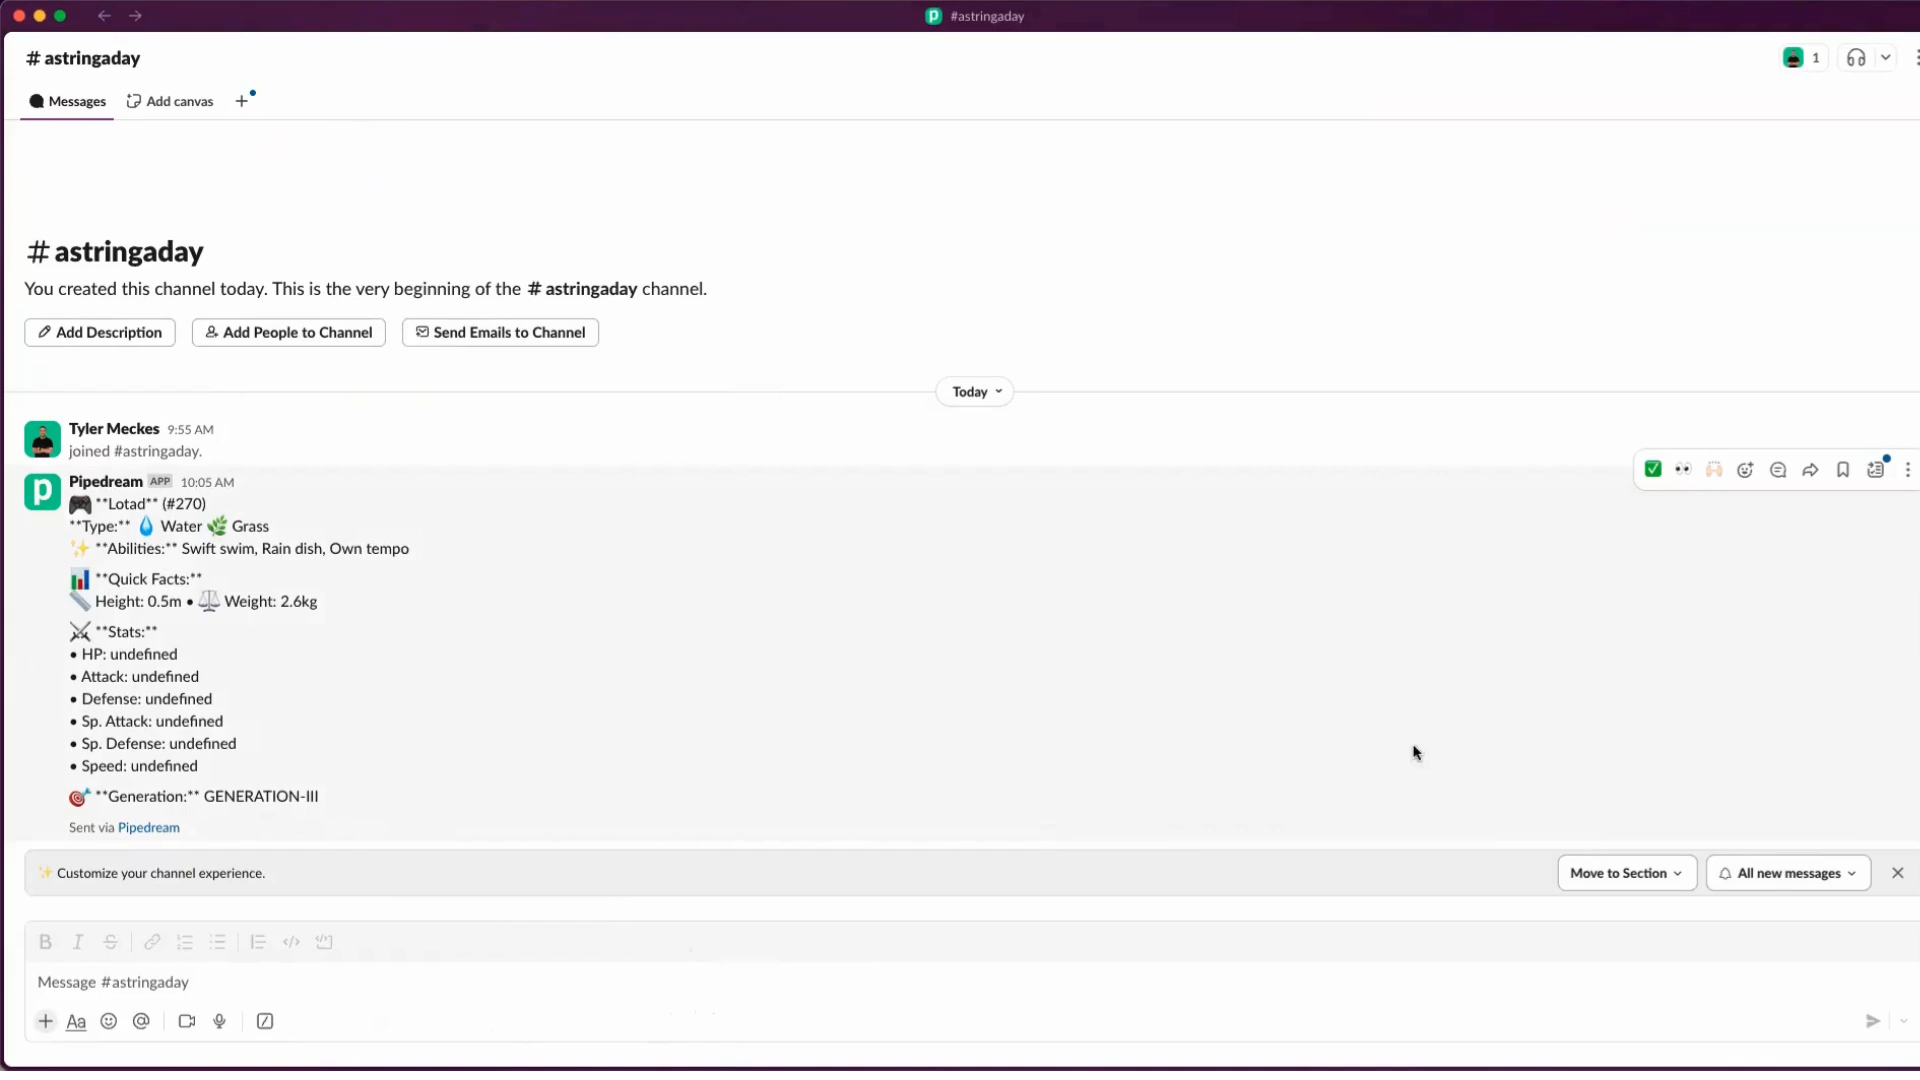 #astringaday
# astringaday
1
Messages
Add canvas
# astringaday
You created this channel today. This is the very beginning of the # astringaday channel.
Add Description
Add People to Channel
Send Emails to Channel
Today
Tyler Meckes 9:55 AM
joined #astringaday.
Pipedream APP 10:05 AM
🎮 **Lotad** (#270)
**Type:** 💧 Water 🌿 Grass
✨ **Abilities:** Swift swim, Rain dish, Own tempo
📊 **Quick Facts:**
📏 Height: 0.5m • ⚖️ Weight: 2.6kg
⚔️ **Stats:**
• HP: undefined
• Attack: undefined
• Defense: undefined
• Sp. Attack: undefined
• Sp. Defense: undefined
• Speed: undefined
🎯 **Generation:** GENERATION-III
Sent via Pipedream
✨ Customize your channel experience.
Move to Section
All new messages
Message #astringaday
Aa